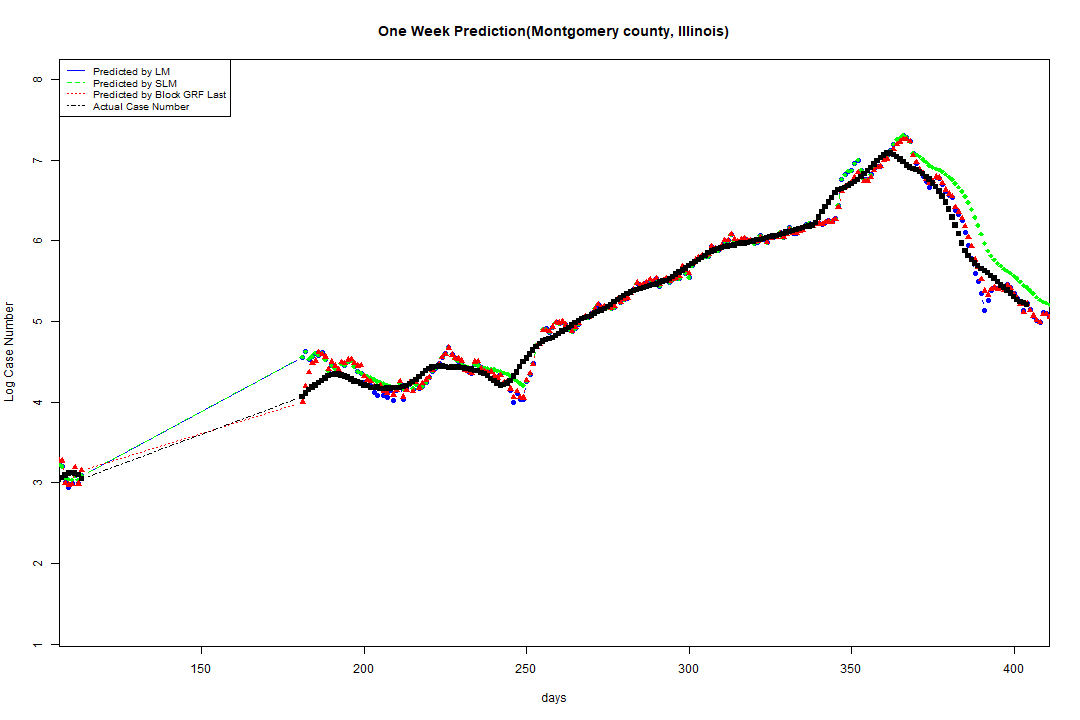 One Week Prediction(Montgomery county, Illinois)
Predicted by LM
Predicted by SLM
Predicted by Block GRF Last
Actual Case Number
8
7
6
5
4
3
2
1
Log Case Number
150 200 250 300 350 400
days